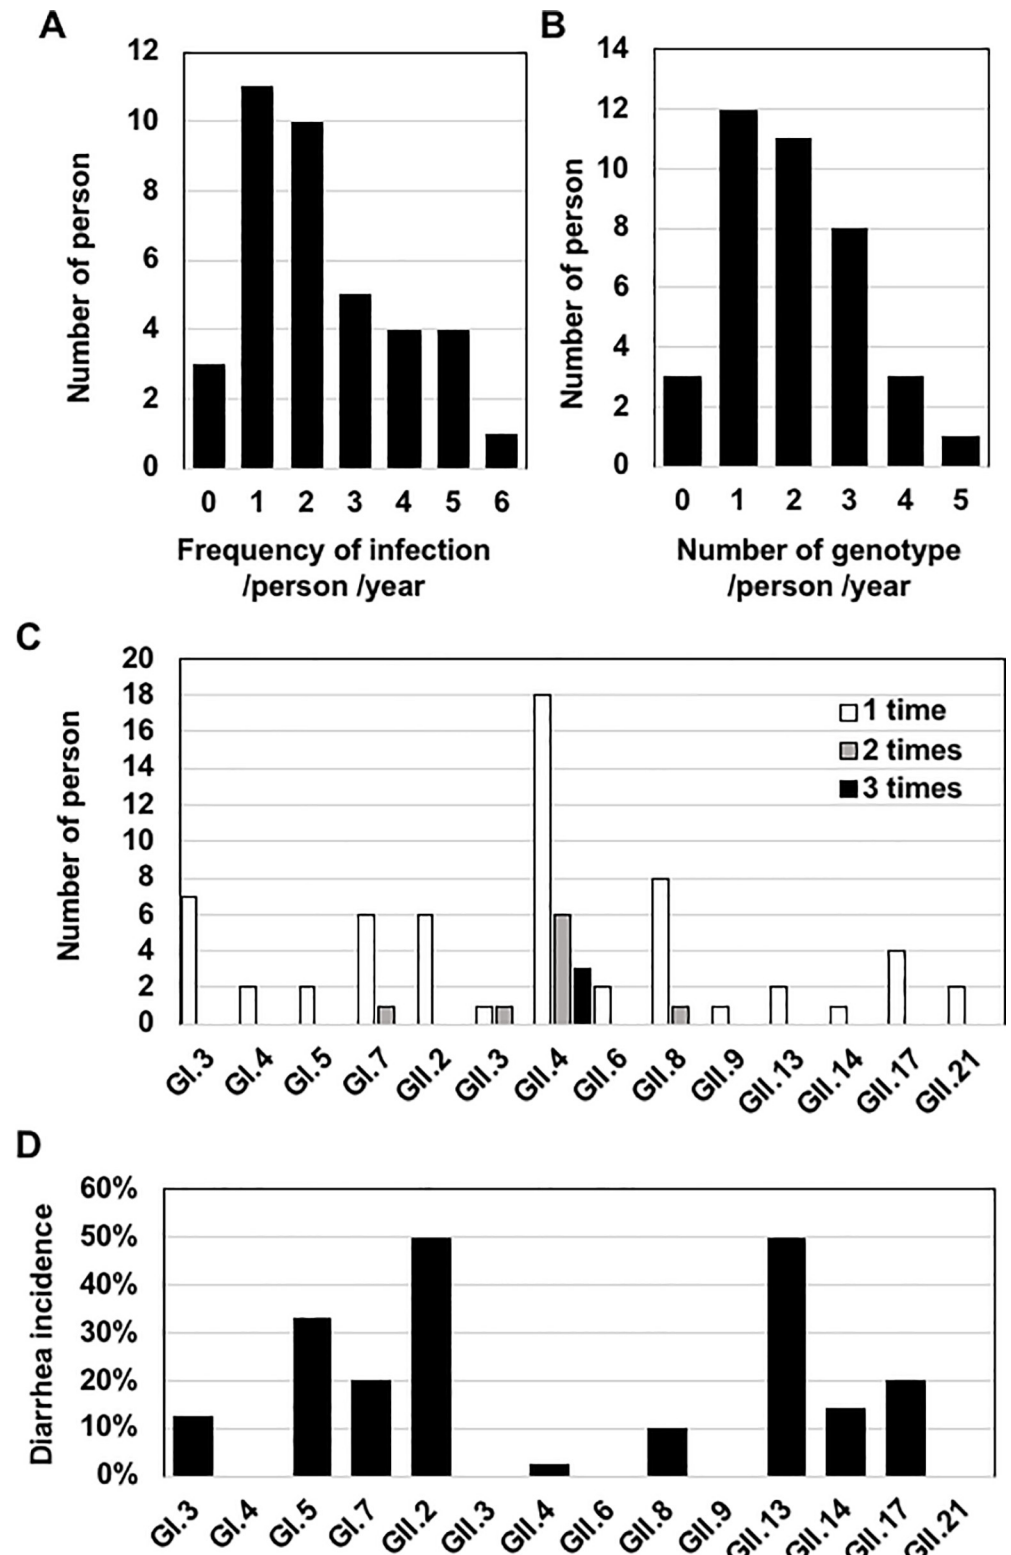 A
12
10
8
6
4
2
0
Number of person
0 1 2 3 4 5 6
Frequency of infection
/person /year
B
14
12
10
8
6
4
2
0
Number of person
0 1 2 3 4 5
Number of genotype
/person /year
C
20
18
16
14
12
10
8
6
4
2
0
Number of person
1 time
2 times
3 times
GI.3 GI.4 GI.5 GI.7 GII.2 GII.3 GII.4 GII.6 GII.8 GII.9 GII.13 GII.14 GII.17 GII.21
D
60%
50%
40%
30%
20%
10%
0%
Diarrhea incidence
GI.3 GI.4 GI.5 GI.7 GII.2 GII.3 GII.4 GII.6 GII.8 GII.9 GII.13 GII.14 GII.17 GII.21